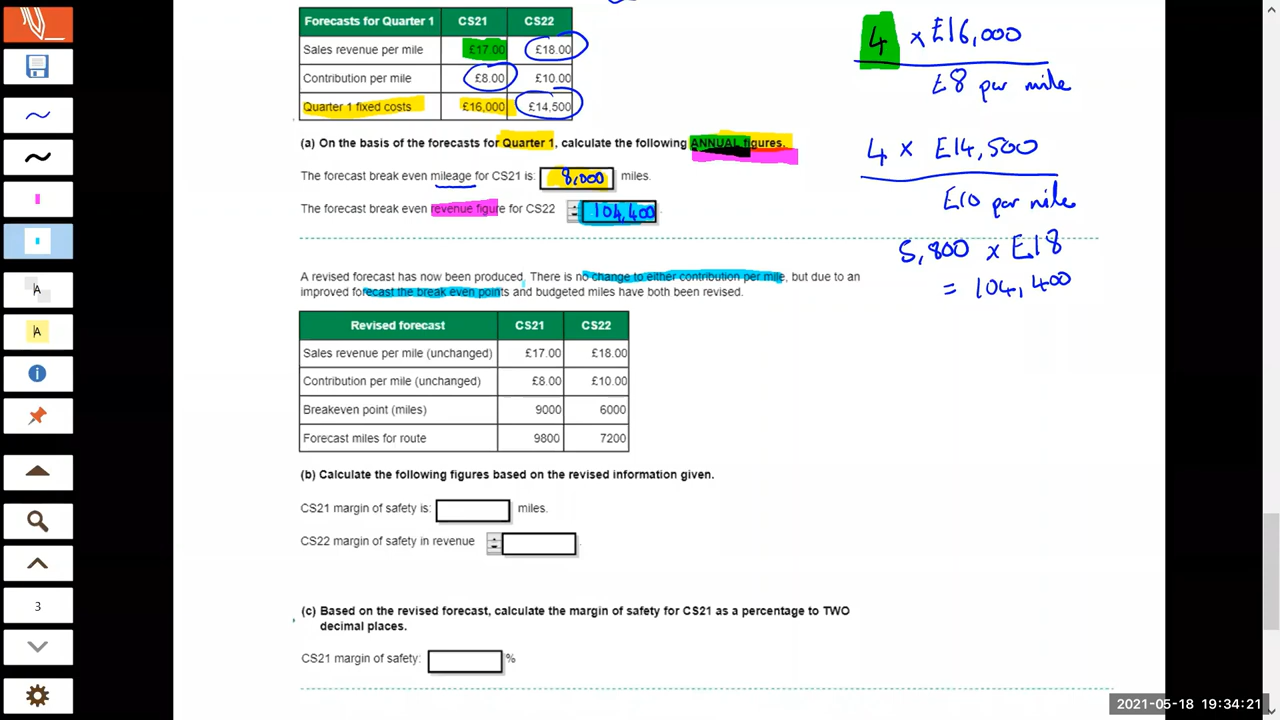 Forecasts for Quarter 1 CS21 CS22
Sales revenue per mile £17.00 £18.00
Contribution per mile £8.00 £10.00
Quarter 1 fixed costs £16,000 £14,500
4 x £16,000
£8 per mile
(a) On the basis of the forecasts for Quarter 1, calculate the following ANNUAL figures.
The forecast break even mileage for CS21 is: 8,000 miles.
The forecast break even revenue figure for CS22 104,400
4 x £14,500
£10 per mile
5,800 x £18
= 104,400
A revised forecast has now been produced. There is no change to either contribution per mile, but due to an
improved forecast the break even points and budgeted miles have both been revised.
Revised forecast CS21 CS22
Sales revenue per mile (unchanged) £17.00 £18.00
Contribution per mile (unchanged) £8.00 £10.00
Breakeven point (miles) 9000 6000
Forecast miles for route 9800 7200
(b) Calculate the following figures based on the revised information given.
CS21 margin of safety is: miles.
CS22 margin of safety in revenue
(c) Based on the revised forecast, calculate the margin of safety for CS21 as a percentage to TWO
decimal places.
CS21 margin of safety: %
A
A
3
2021-05-18 19:34:21